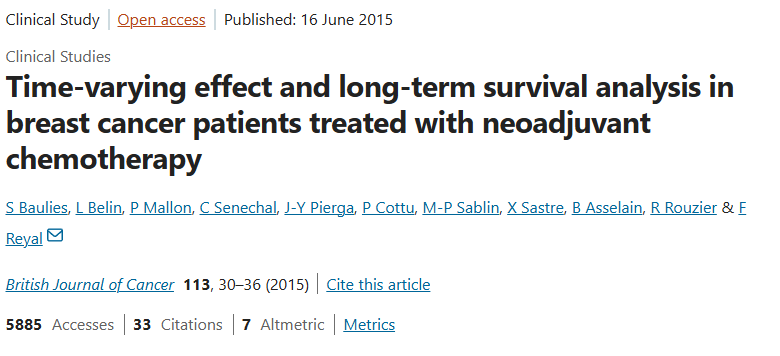 Clinical Study | Open access | Published: 16 June 2015
Clinical Studies
Time-varying effect and long-term survival analysis in
breast cancer patients treated with neoadjuvant
chemotherapy
S Baulies, L Belin, P Mallon, C Senechal, J-Y Pierga, P Cottu, M-P Sablin, X Sastre, B Asselain, R Rouzier & F
Reyal
British Journal of Cancer 113, 30–36 (2015) | Cite this article
5885 Accesses | 33 Citations | 7 Altmetric | Metrics